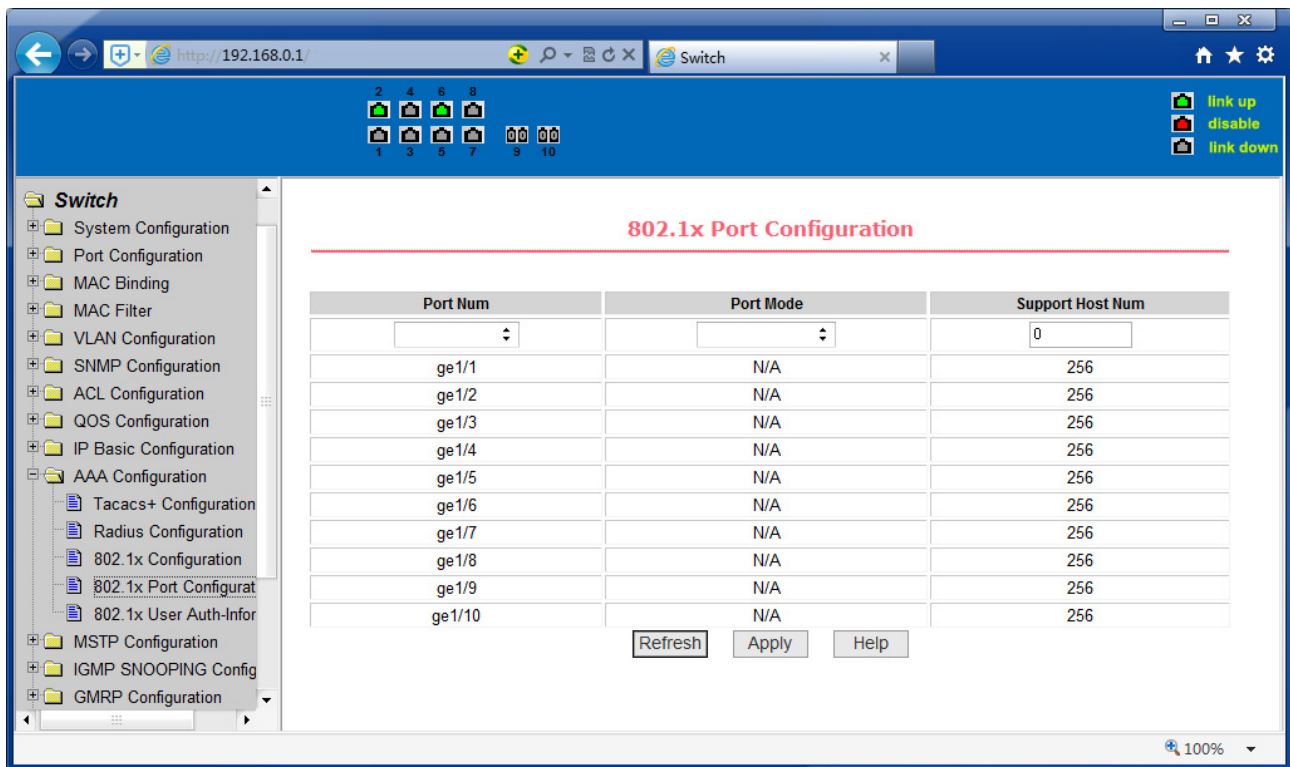 http://192.168.0.1/
Switch
2 4 6 8
1 3 5 7 9 10
link up
disable
link down
Switch
System Configuration
Port Configuration
MAC Binding
MAC Filter
VLAN Configuration
SNMP Configuration
ACL Configuration
QOS Configuration
IP Basic Configuration
AAA Configuration
Tacacs+ Configuration
Radius Configuration
802.1x Configuration
802.1x Port Configurat
802.1x User Auth-Infor
MSTP Configuration
IGMP SNOOPING Config
GMRP Configuration
802.1x Port Configuration
Port Num Port Mode Support Host Num
0
ge1/1 N/A 256
ge1/2 N/A 256
ge1/3 N/A 256
ge1/4 N/A 256
ge1/5 N/A 256
ge1/6 N/A 256
ge1/7 N/A 256
ge1/8 N/A 256
ge1/9 N/A 256
ge1/10 N/A 256
Refresh Apply Help
100%